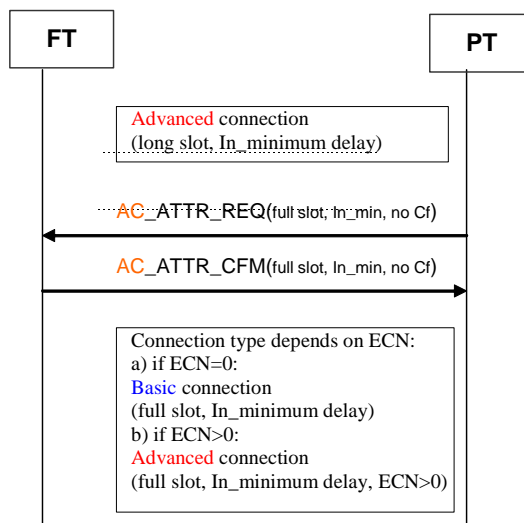 FT
PT
Advanced connection
(long slot, In_minimum delay)
AC_ATTR_REQ(full slot, In_min, no Cf)
AC_ATTR_CFM(full slot, In_min, no Cf)
Connection type depends on ECN:
a) if ECN=0:
Basic connection
(full slot, In_minimum delay)
b) if ECN>0:
Advanced connection
(full slot, In_minimum delay, ECN>0)